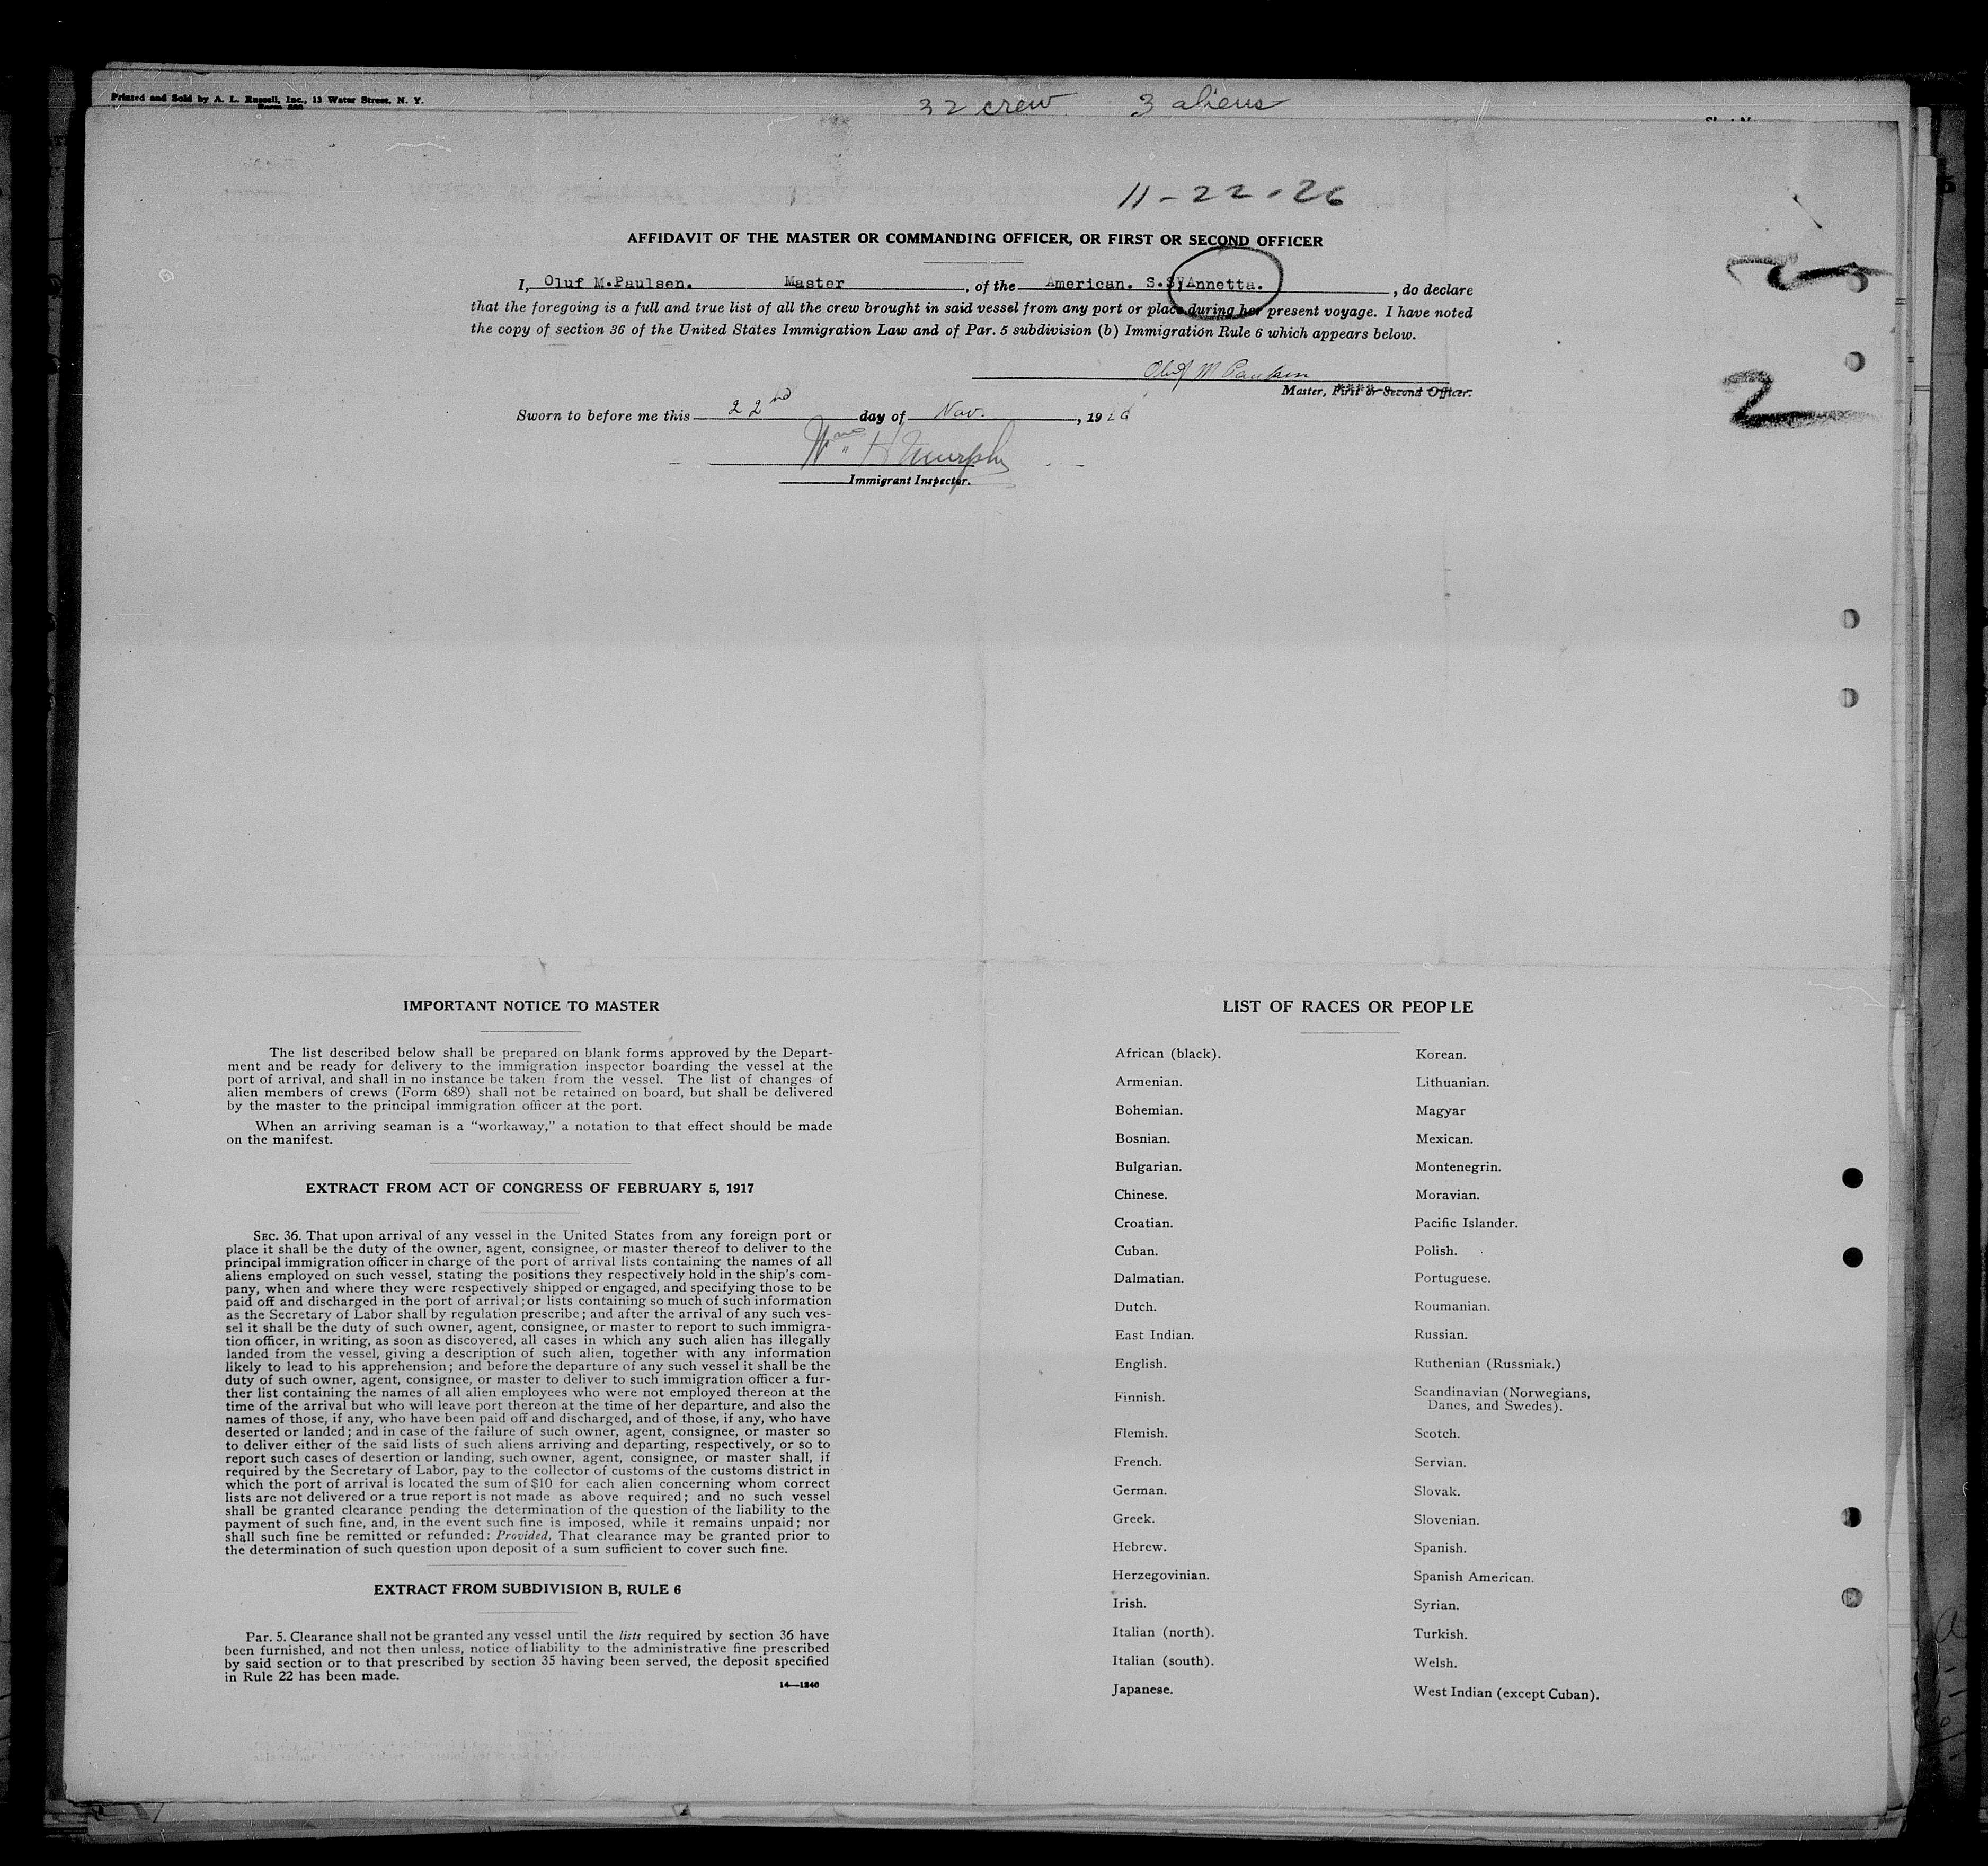 Printed and Sold by A. L. Russell, Inc., 13 Water Street, N. Y.
32 crew 3 aliens
11-22-26
AFFIDAVIT OF THE MASTER OR COMMANDING OFFICER, OR FIRST OR SECOND OFFICER
I, Oluf M.Paulsen. Master , of the American. S.S. Annetta. , do declare
that the foregoing is a full and true list of all the crew brought in said vessel from any port or place during her present voyage. I have noted
the copy of section 36 of the United States Immigration Law and of Par. 5 subdivision (b) Immigration Rule 6 which appears below.
Oluf M Paulsen
Master, First or Second Officer.
2
Sworn to before me this 22nd day of Nov. , 1926
Wm H Murphy
Immigrant Inspector.
IMPORTANT NOTICE TO MASTER
The list described below shall be prepared on blank forms approved by the Depart-
ment and be ready for delivery to the immigration inspector boarding the vessel at the
port of arrival, and shall in no instance be taken from the vessel. The list of changes of
alien members of crews (Form 689) shall not be retained on board, but shall be delivered
by the master to the principal immigration officer at the port.
When an arriving seaman is a "workaway," a notation to that effect should be made
on the manifest.
EXTRACT FROM ACT OF CONGRESS OF FEBRUARY 5, 1917
SEC. 36. That upon arrival of any vessel in the United States from any foreign port or
place it shall be the duty of the owner, agent, consignee, or master thereof to deliver to the
principal immigration officer in charge of the port of arrival lists containing the names of all
aliens employed on such vessel, stating the positions they respectively hold in the ship's com-
pany, when and where they were respectively shipped or engaged, and specifying those to be
paid off and discharged in the port of arrival; or lists containing so much of such information
as the Secretary of Labor shall by regulation prescribe; and after the arrival of any such ves-
sel it shall be the duty of such owner, agent, consignee, or master to report to such immigra-
tion officer, in writing, as soon as discovered, all cases in which any such alien has illegally
landed from the vessel, giving a description of such alien, together with any information
likely to lead to his apprehension; and before the departure of any such vessel it shall be the
duty of such owner, agent, consignee, or master to deliver to such immigration officer a fur-
ther list containing the names of all alien employees who were not employed thereon at the
time of the arrival but who will leave port thereon at the time of her departure, and also the
names of those, if any, who have been paid off and discharged, and of those, if any, who have
deserted or landed; and in case of the failure of such owner, agent, consignee, or master so
to deliver either of the said lists of such aliens arriving and departing, respectively, or so to
report such cases of desertion or landing, such owner, agent, consignee, or master shall, if
required by the Secretary of Labor, pay to the collector of customs of the customs district in
which the port of arrival is located the sum of $10 for each alien concerning whom correct
lists are not delivered or a true report is not made as above required; and no such vessel
shall be granted clearance pending the determination of the question of the liability to the
payment of such fine, and, in the event such fine is imposed, while it remains unpaid; nor
shall such fine be remitted or refunded: Provided, That clearance may be granted prior to
the determination of such question upon deposit of a sum sufficient to cover such fine.
EXTRACT FROM SUBDIVISION B, RULE 6
Par. 5. Clearance shall not be granted any vessel until the lists required by section 36 have
been furnished, and not then unless, notice of liability to the administrative fine prescribed
by said section or to that prescribed by section 35 having been served, the deposit specified
in Rule 22 has been made.
14—1240
LIST OF RACES OR PEOPLE
African (black).
Armenian.
Bohemian.
Bosnian.
Bulgarian.
Chinese.
Croatian.
Cuban.
Dalmatian.
Dutch.
East Indian.
English.
Finnish.
Flemish.
French.
German.
Greek.
Hebrew.
Herzegovinian.
Irish.
Italian (north).
Italian (south).
Japanese.
Korean.
Lithuanian.
Magyar
Mexican.
Montenegrin.
Moravian.
Pacific Islander.
Polish.
Portuguese.
Roumanian.
Russian.
Ruthenian (Russniak.)
Scandinavian (Norwegians,
Danes, and Swedes).
Scotch.
Servian.
Slovak.
Slovenian.
Spanish.
Spanish American.
Syrian.
Turkish.
Welsh.
West Indian (except Cuban).